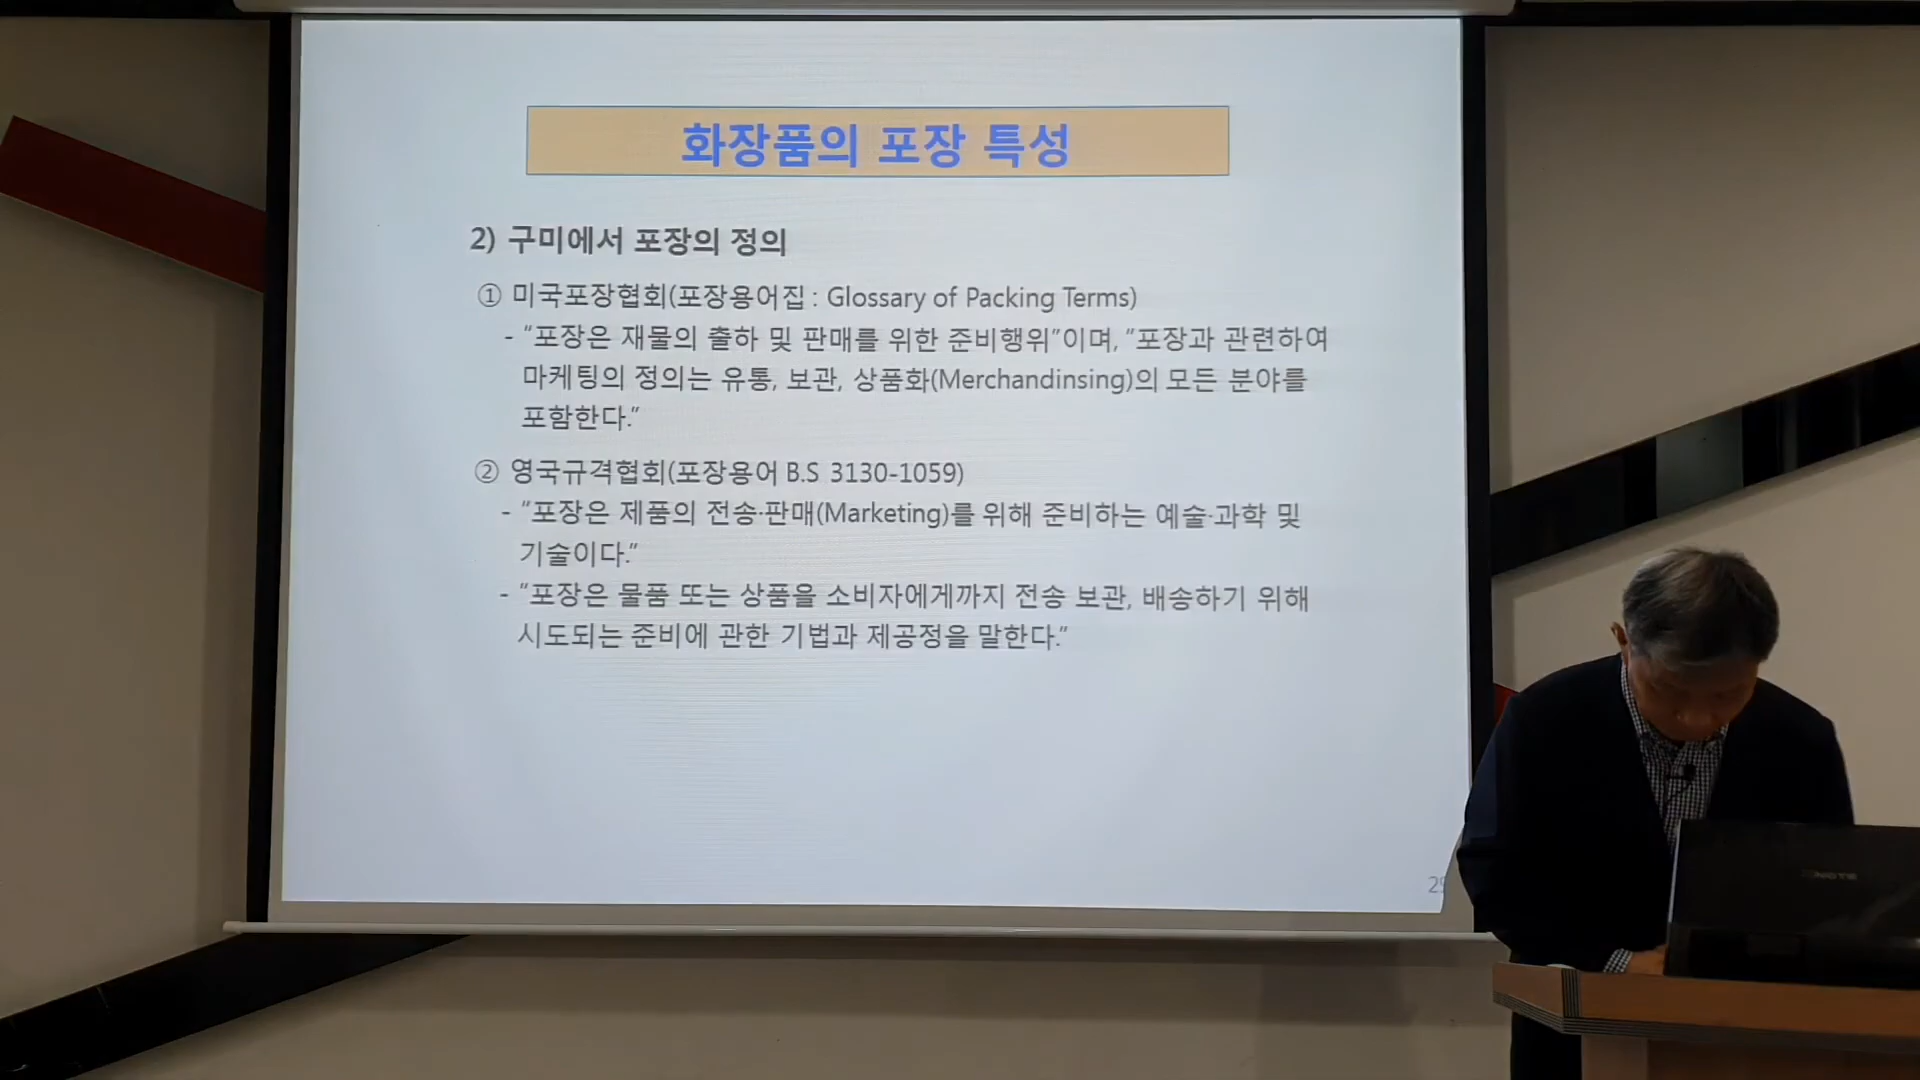 화장품의 포장 특성
2) 구미에서 포장의 정의
① 미국포장협회(포장용어집 : Glossary of Packing Terms)
- “포장은 재물의 출하 및 판매를 위한 준비행위”이며, “포장과 관련하여
마케팅의 정의는 유통, 보관, 상품화(Merchandinsing)의 모든 분야를
포함한다.”
② 영국규격협회(포장용어 B.S 3130-1059)
- “포장은 제품의 전송·판매(Marketing)를 위해 준비하는 예술·과학 및
기술이다.”
- “포장은 물품 또는 상품을 소비자에게까지 전송 보관, 배송하기 위해
시도되는 준비에 관한 기법과 제공정을 말한다.”